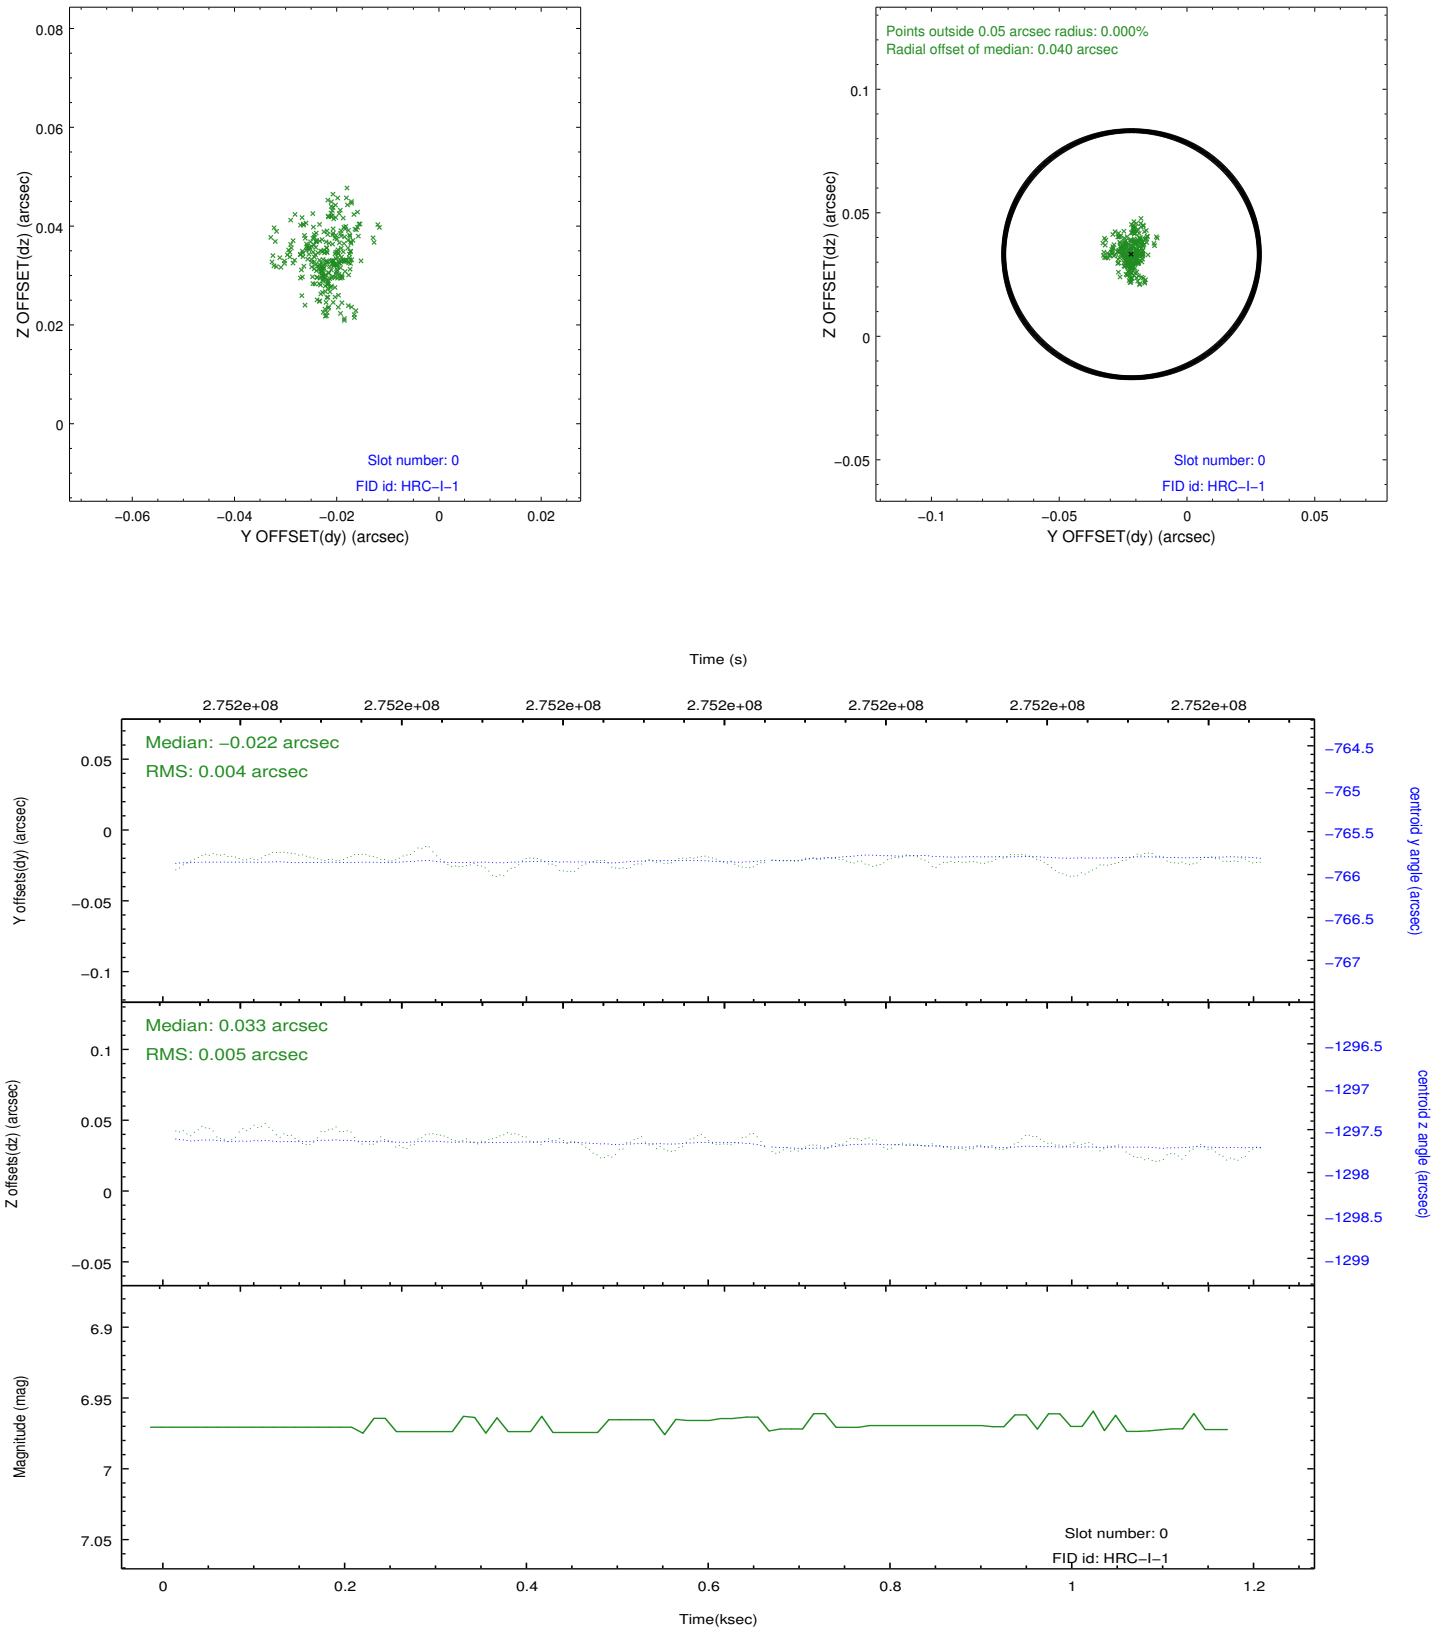 0.08
0.06
0.04
0.02
0
Z OFFSET(dz) (arcsec)
Slot number: 0
FID id: HRC−I−1
−0.06 −0.04 −0.02 0 0.02
Y OFFSET(dy) (arcsec)
Points outside 0.05 arcsec radius: 0.000%
Radial offset of median: 0.040 arcsec
0.1
0.05
0
−0.05
Z OFFSET(dz) (arcsec)
Slot number: 0
FID id: HRC−I−1
−0.1 −0.05 0 0.05
Y OFFSET(dy) (arcsec)
Time (s)
2.752e+08 2.752e+08 2.752e+08 2.752e+08 2.752e+08 2.752e+08 2.752e+08
Median: −0.022 arcsec
RMS: 0.004 arcsec
0.05
0
−0.05
−0.1
Y offsets(dy) (arcsec)
−764.5
−765
−765.5
−766
−766.5
−767
centroid y angle (arcsec)
Median: 0.033 arcsec
RMS: 0.005 arcsec
0.1
0.05
0
−0.05
Z offsets(dz) (arcsec)
−1296.5
−1297
−1297.5
−1298
−1298.5
−1299
centroid z angle (arcsec)
6.9
6.95
7
7.05
Magnitude (mag)
Slot number: 0
FID id: HRC−I−1
0 0.2 0.4 0.6 0.8 1 1.2
Time(ksec)